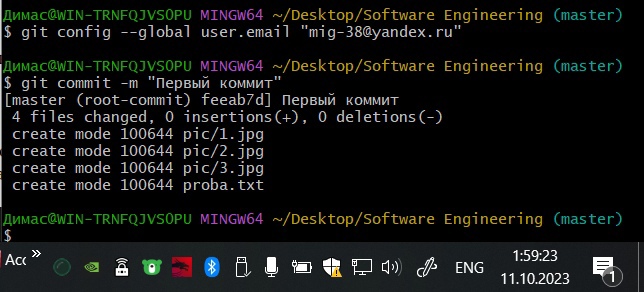 Димас@WIN-TRNFQJVS0PU MINGW64 ~/Desktop/Software Engineering (master)
$ git config --global user.email "mig-38@yandex.ru"
Димас@WIN-TRNFQJVS0PU MINGW64 ~/Desktop/Software Engineering (master)
$ git commit -m "Первый коммит"
[master (root-commit) feeab7d] Первый коммит
 4 files changed, 0 insertions(+), 0 deletions(-)
 create mode 100644 pic/1.jpg
 create mode 100644 pic/2.jpg
 create mode 100644 pic/3.jpg
 create mode 100644 proba.txt
Димас@WIN-TRNFQJVS0PU MINGW64 ~/Desktop/Software Engineering (master)
$
Acc »
ENG
1:59:23
11.10.2023
1